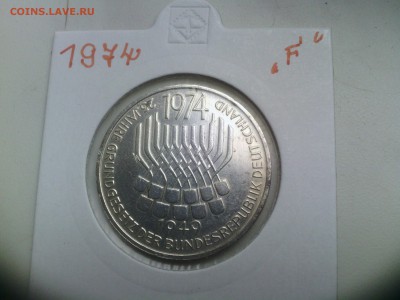 COINS.LAVE.RU
1974 „F“
1974
25 JAHRE GRUNDGESETZ DER BUNDESREPUBLIK DEUTSCHLAND